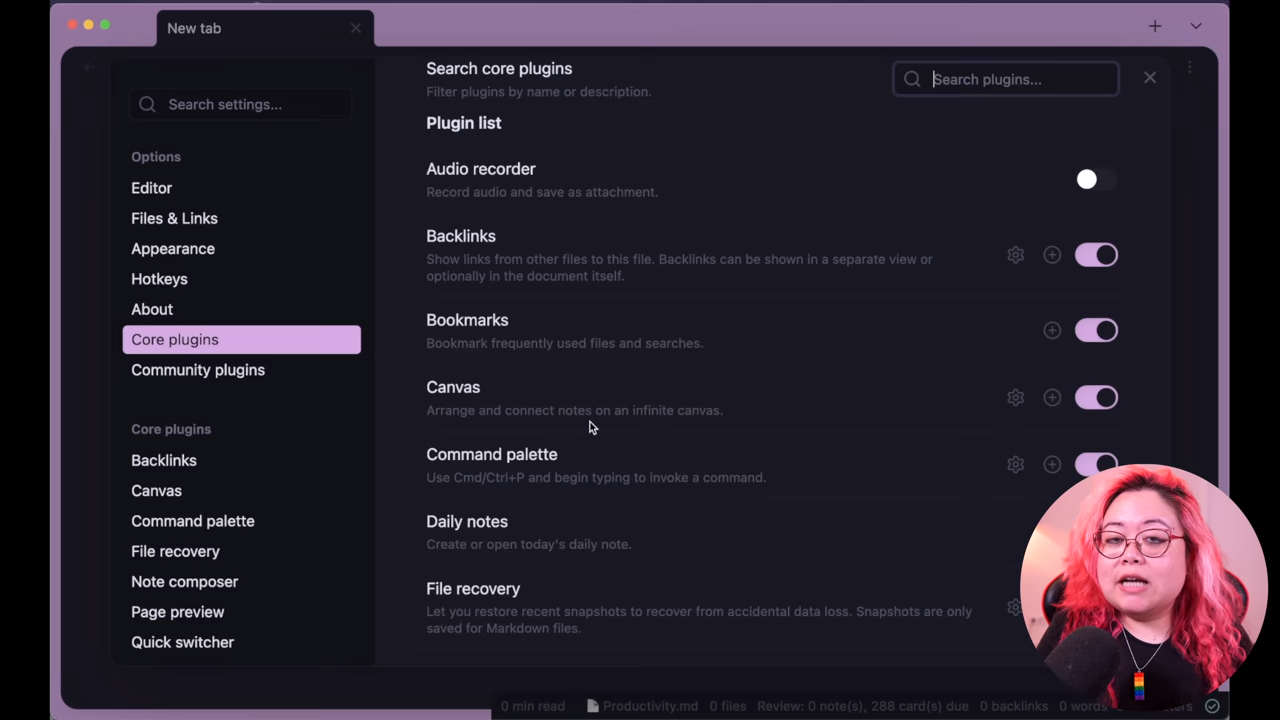 New tab
Search settings...
Options
Editor
Files & Links
Appearance
Hotkeys
About
Core plugins
Community plugins
Core plugins
Backlinks
Canvas
Command palette
File recovery
Note composer
Page preview
Quick switcher
Search core plugins
Filter plugins by name or description.
Search plugins...
Plugin list
Audio recorder
Record audio and save as attachment.
Backlinks
Show links from other files to this file. Backlinks can be shown in a separate view or
optionally in the document itself.
Bookmarks
Bookmark frequently used files and searches.
Canvas
Arrange and connect notes on an infinite canvas.
Command palette
Use Cmd/Ctrl+P and begin typing to invoke a command.
Daily notes
Create or open today's daily note.
File recovery
Let you restore recent snapshots to recover from accidental data loss. Snapshots are only
saved for Markdown files.
0 min read Productivity.md 0 files Review: 0 note(s), 288 card(s) due 0 backlinks 0 words